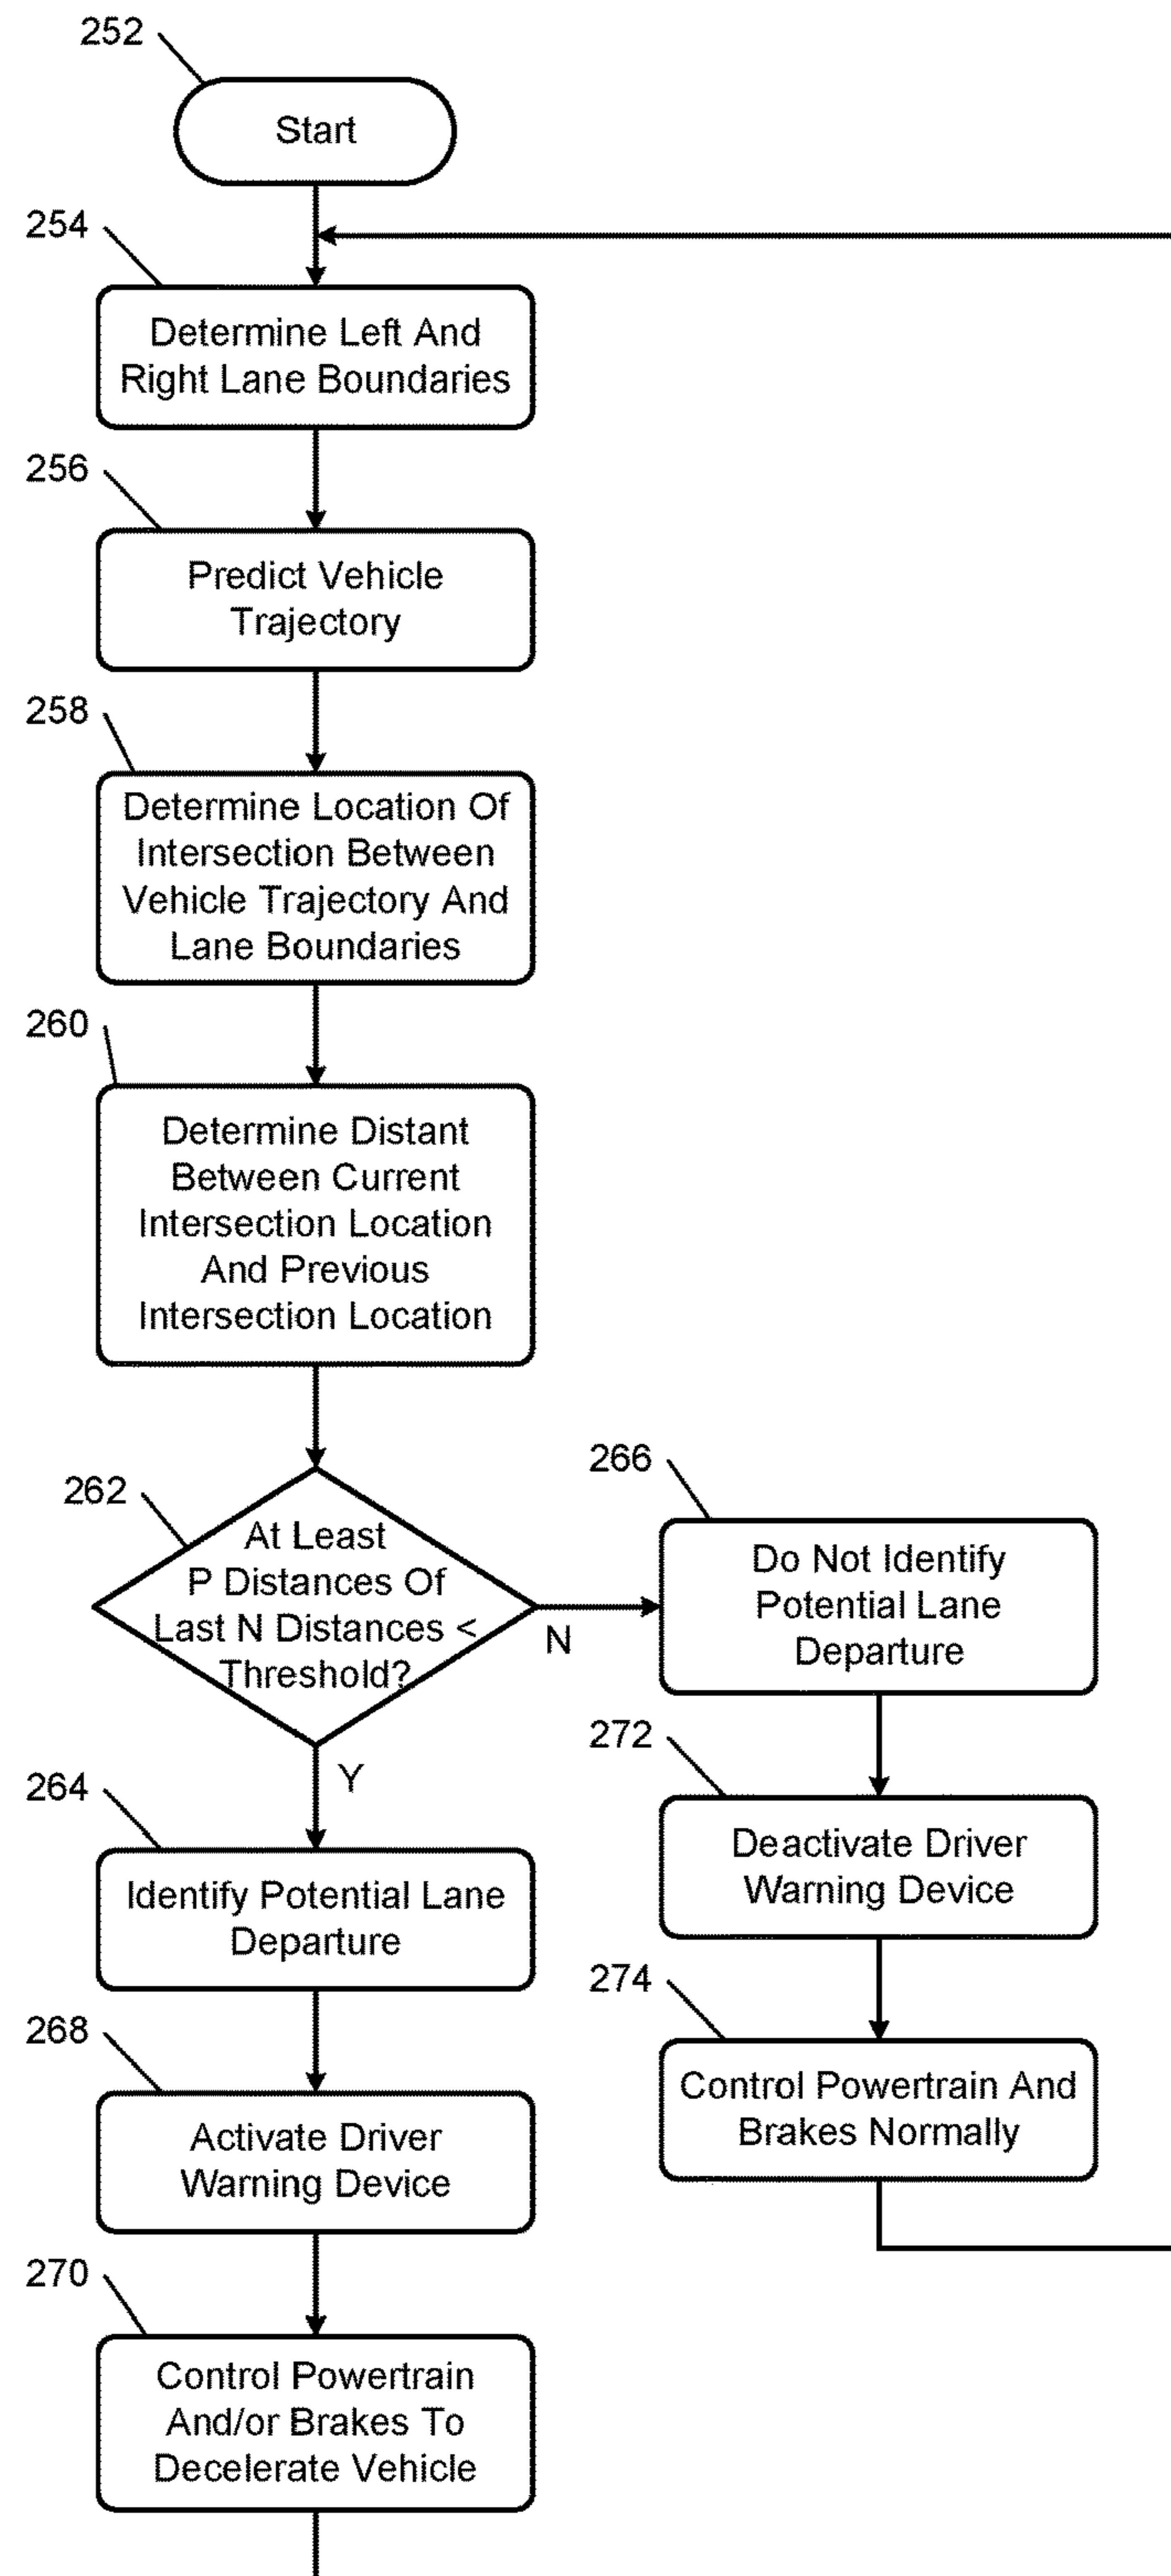 252
Start
254
Determine Left And
Right Lane Boundaries
256
Predict Vehicle
Trajectory
258
Determine Location Of
Intersection Between
Vehicle Trajectory And
Lane Boundaries
260
Determine Distant
Between Current
Intersection Location
And Previous
Intersection Location
262
At Least
P Distances Of
Last N Distances <
Threshold?
N
Y
266
Do Not Identify
Potential Lane
Departure
272
Deactivate Driver
Warning Device
274
Control Powertrain And
Brakes Normally
264
Identify Potential Lane
Departure
268
Activate Driver
Warning Device
270
Control Powertrain
And/or Brakes To
Decelerate Vehicle